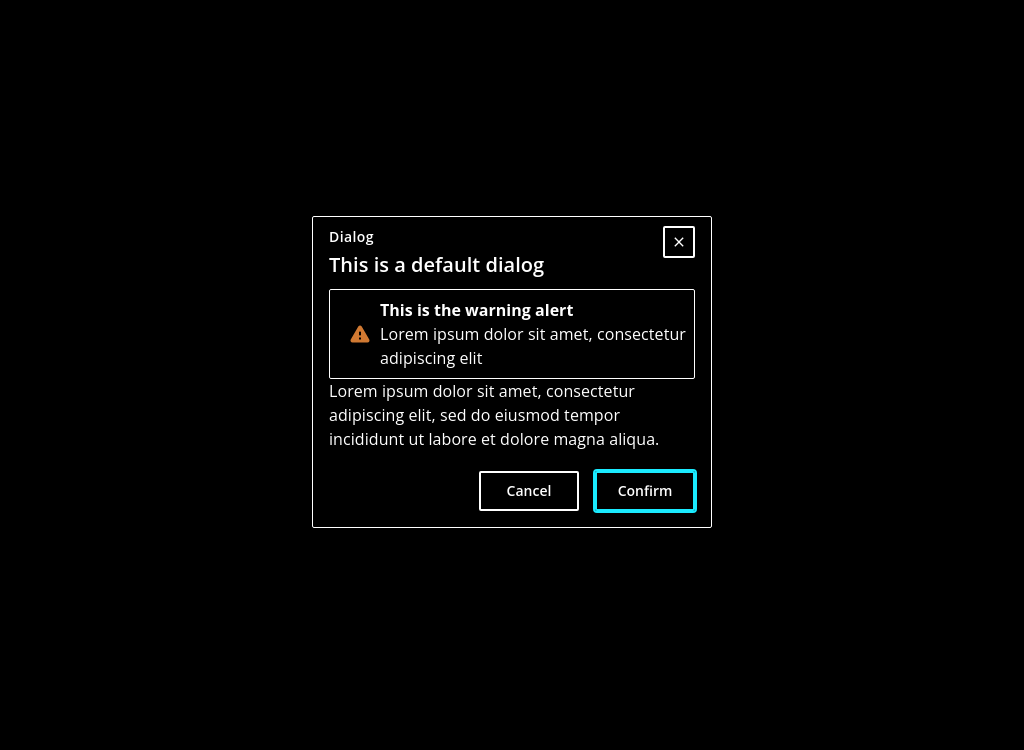 Dialog
This is a default dialog
This is the warning alert
Lorem ipsum dolor sit amet, consectetur
adipiscing elit
Lorem ipsum dolor sit amet, consectetur
adipiscing elit, sed do eiusmod tempor
incididunt ut labore et dolore magna aliqua.
Cancel
Confirm